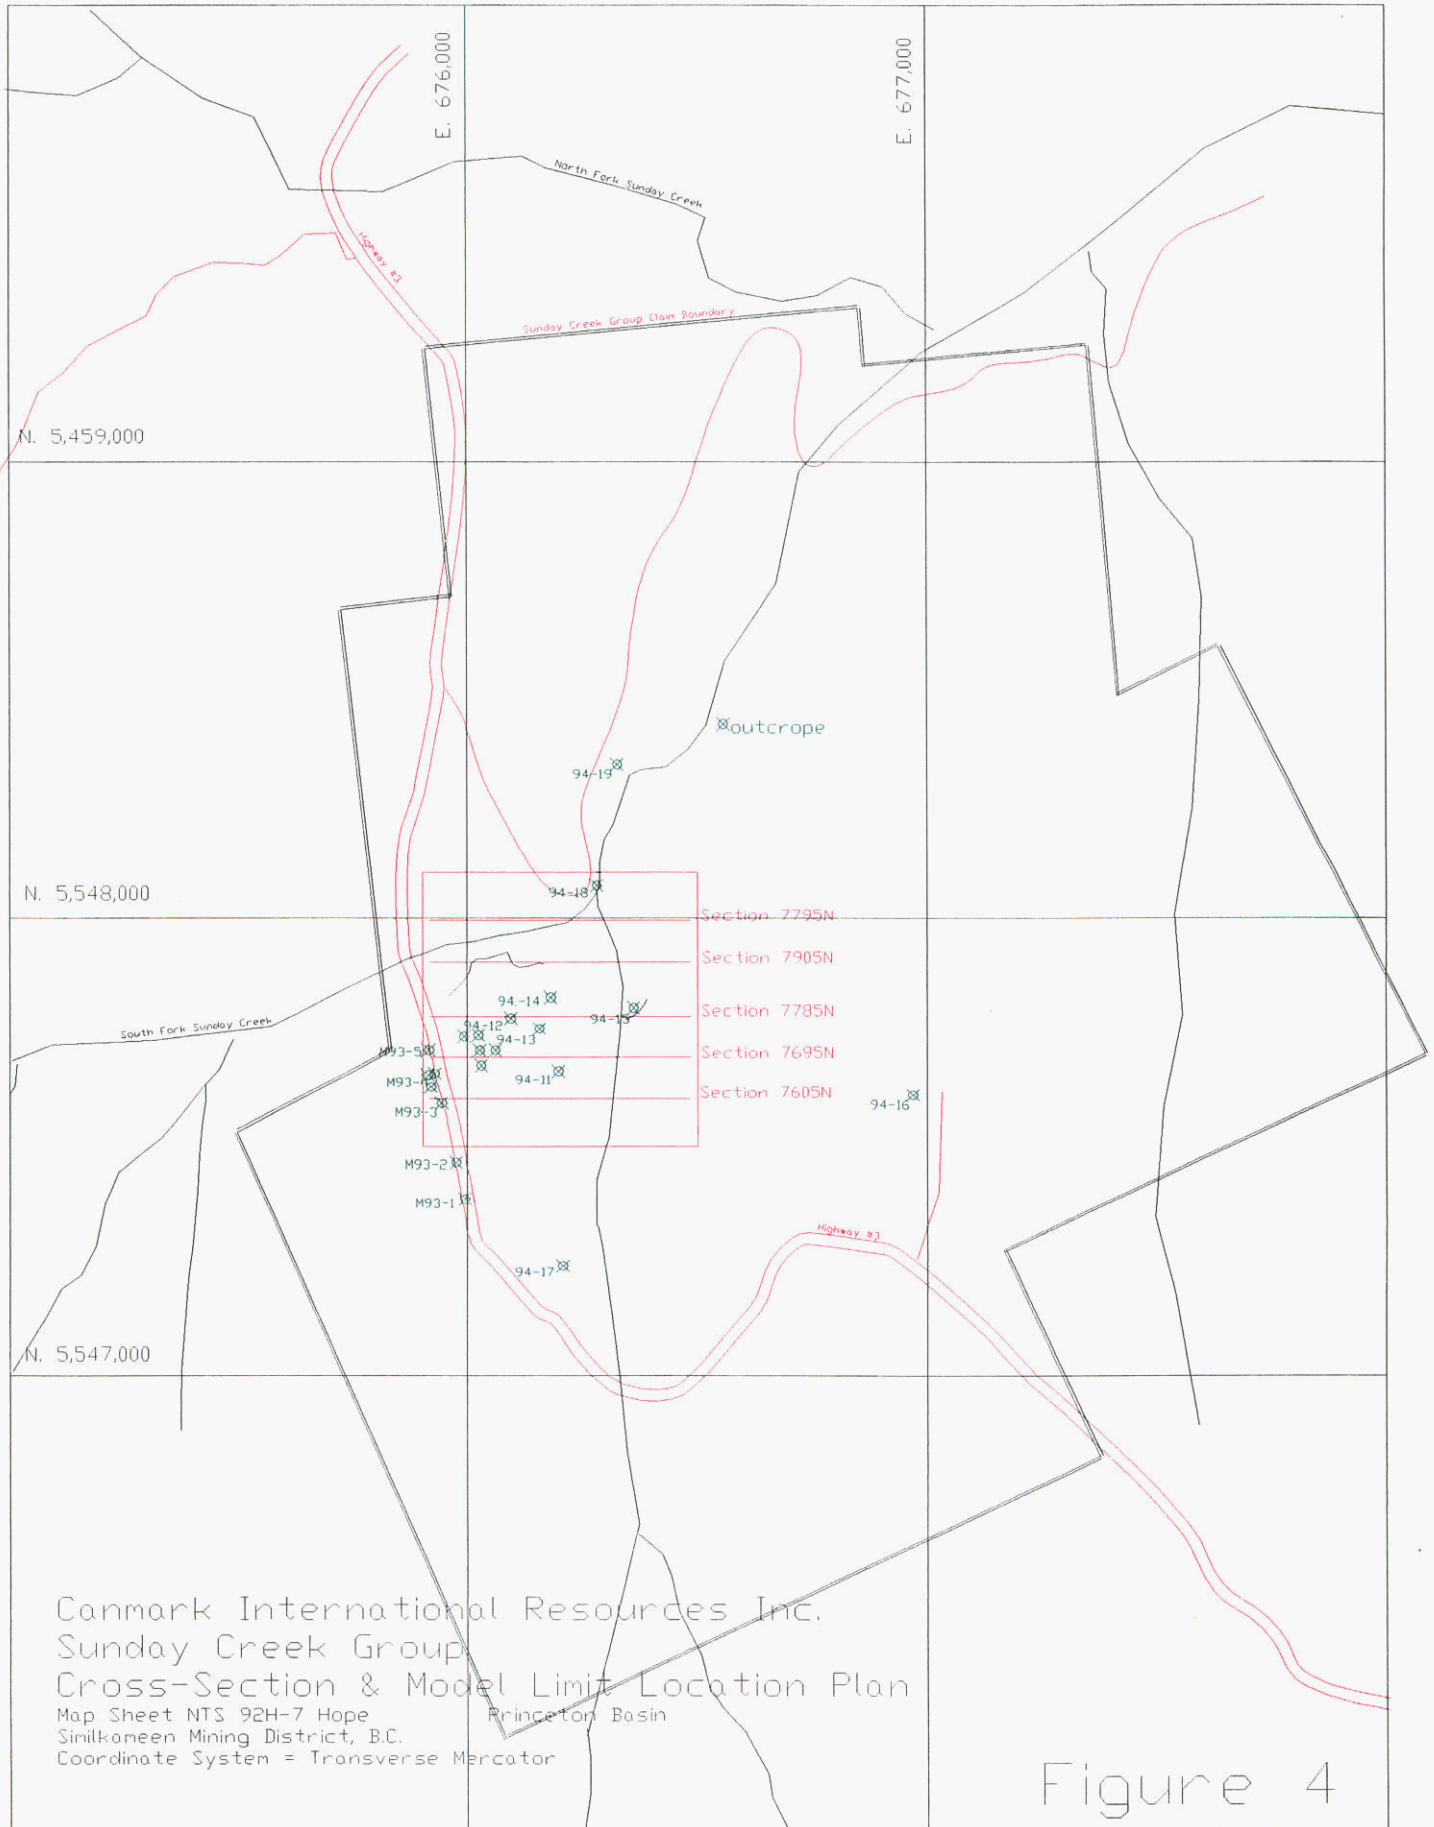 E. 676,000
E. 677,000
North Fork Sunday Creek
Highway #3
Sunday Creek Group Claim Boundary
N. 5,459,000
outcrope
94-19
94-18
N. 5,548,000
Section 7795N
Section 7905N
94.-14
94-15
Section 7785N
94-12
94-13
South Fork Sunday Creek
M93-5
Section 7695N
94-11
M93-4
Section 7605N
94-16
M93-3
M93-2
M93-1
Highway #3
94-17
N. 5,547,000
Canmark International Resources Inc.
Sunday Creek Group
Cross-Section & Model Limit Location Plan
Map Sheet NTS 92H-7 Hope Princeton Basin
Similkameen Mining District, B.C.
Coordinate System = Transverse Mercator
Figure 4